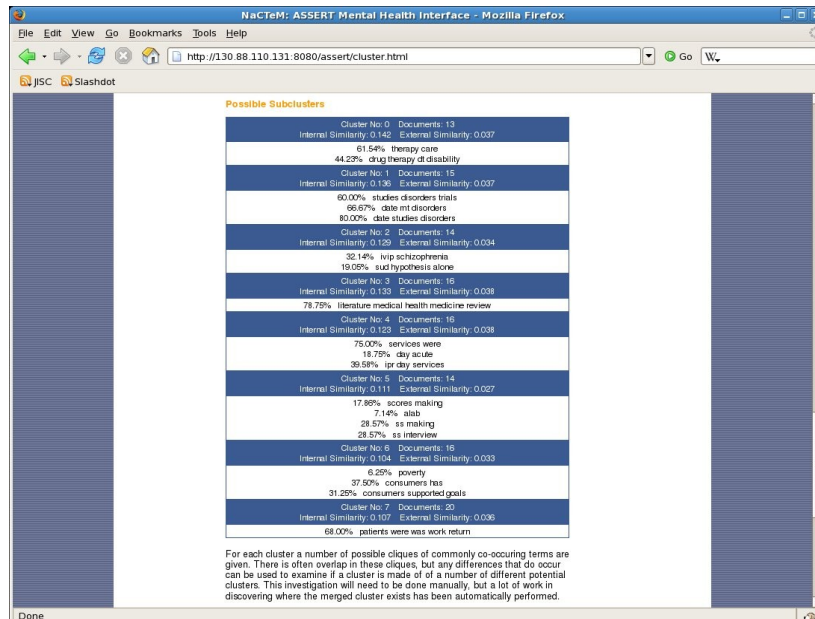 NaCTeM: ASSERT Mental Health Interface - Mozilla Firefox
File Edit View Go Bookmarks Tools Help
http://130.88.110.131:8080/assert/cluster.html Go W.
JISC Slashdot
Possible Subclusters
Cluster No: 0 Documents: 13
Internal Similarity: 0.142 External Similarity: 0.037
61.54% therapy care
44.23% drug therapy dt disability
Cluster No: 1 Documents: 15
Internal Similarity: 0.136 External Similarity: 0.037
60.00% studies disorders trials
66.67% date mt disorders
80.00% date studies disorders
Cluster No: 2 Documents: 14
Internal Similarity: 0.129 External Similarity: 0.034
32.14% ivip schizophrenia
19.05% sud hypothesis alone
Cluster No: 3 Documents: 16
Internal Similarity: 0.133 External Similarity: 0.038
78.75% literature medical health medicine review
Cluster No: 4 Documents: 16
Internal Similarity: 0.123 External Similarity: 0.038
75.00% services were
18.75% day acute
39.58% ipr day services
Cluster No: 5 Documents: 14
Internal Similarity: 0.111 External Similarity: 0.027
17.86% scores making
7.14% alab
28.57% ss making
28.57% ss interview
Cluster No: 6 Documents: 16
Internal Similarity: 0.104 External Similarity: 0.033
6.25% poverty
37.50% consumers has
31.25% consumers supported goals
Cluster No: 7 Documents: 20
Internal Similarity: 0.107 External Similarity: 0.036
68.00% patients were was work return
For each cluster a number of possible cliques of commonly co-occuring terms are
given. There is often overlap in these cliques, but any differences that do occur
can be used to examine if a cluster is made of of a number of different potential
clusters. This investigation will need to be done manually, but a lot of work in
discovering where the merged cluster exists has been automatically performed.
Done